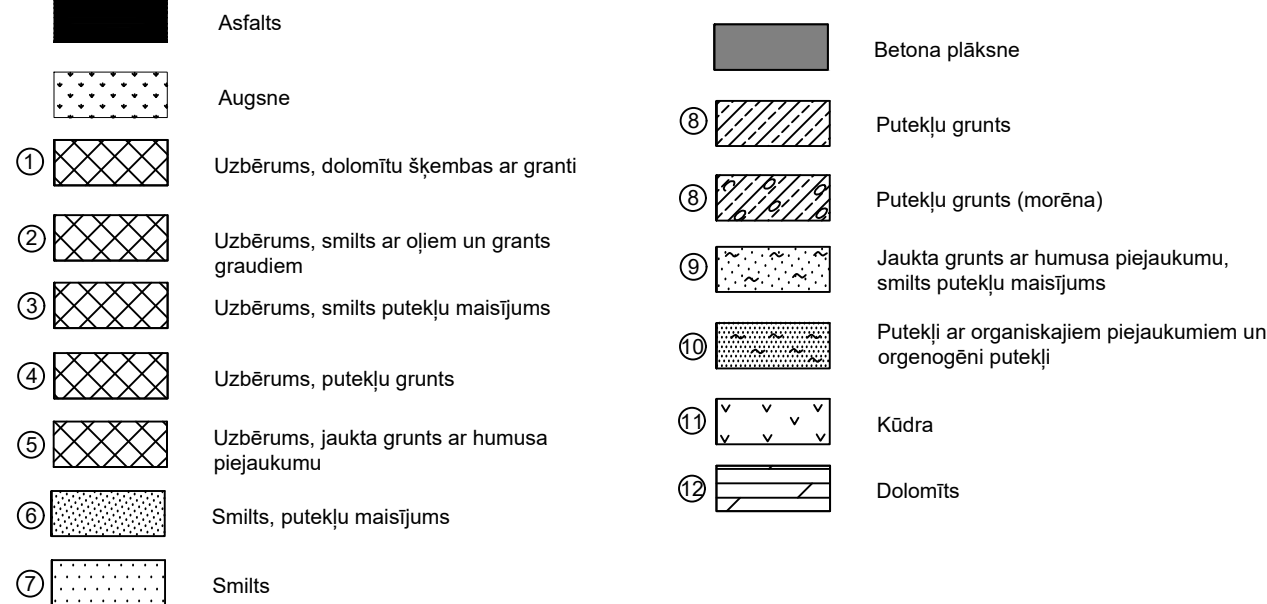 Asfalts
Augsne
① Uzbērums, dolomītu šķembas ar granti
② Uzbērums, smilts ar oļiem un grants
graudiem
③ Uzbērums, smilts putekļu maisījums
④ Uzbērums, putekļu grunts
⑤ Uzbērums, jaukta grunts ar humusa
piejaukumu
⑥ Smilts, putekļu maisījums
⑦ Smilts
Betona plāksne
⑧ Putekļu grunts
⑧ Putekļu grunts (morēna)
⑨ Jaukta grunts ar humusa piejaukumu,
smilts putekļu maisījums
⑩ Putekļi ar organiskajiem piejaukumiem un
orgenogēni putekļi
⑪ Kūdra
⑫ Dolomīts